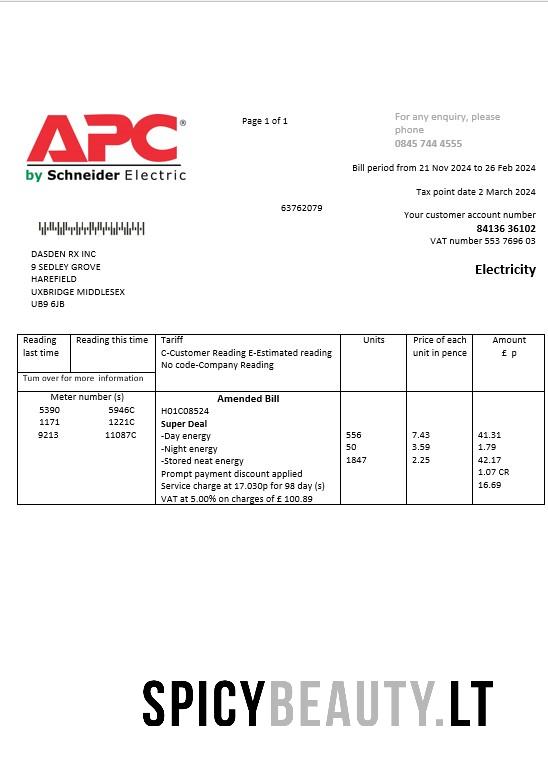 APC®
by Schneider Electric
Page 1 of 1
For any enquiry, please
phone
0845 744 4555
Bill period from 21 Nov 2024 to 26 Feb 2024
Tax point date 2 March 2024
63762079
Your customer account number
84136 36102
VAT number 553 7696 03
Electricity
DASDEN RX INC
9 SEDLEY GROVE
HAREFIELD
UXBRIDGE MIDDLESEX
UB9 6JB
Reading last time
Reading this time
Tariff
C-Customer Reading E-Estimated reading
No code-Company Reading
Units
Price of each
unit in pence
Amount
£ p
Tum over for more information
Meter number (s)
Amended Bill
5390 5946C H01C08524
1171 1221C Super Deal
9213 11087C -Day energy 556 7.43 41.31
-Night energy 50 3.59 1.79
-Stored neat energy 1847 2.25 42.17
Prompt payment discount applied 1.07 CR
Service charge at 17.030p for 98 day (s) 16.69
VAT at 5.00% on charges of £ 100.89
SPICYBEAUTY.LT